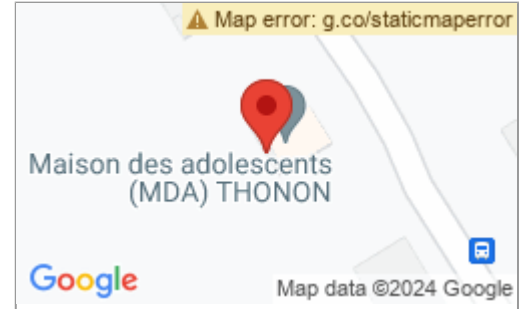 Map error: g.co/staticmaperror
Maison des adolescents
(MDA) THONON
Google
Map data ©2024 Google